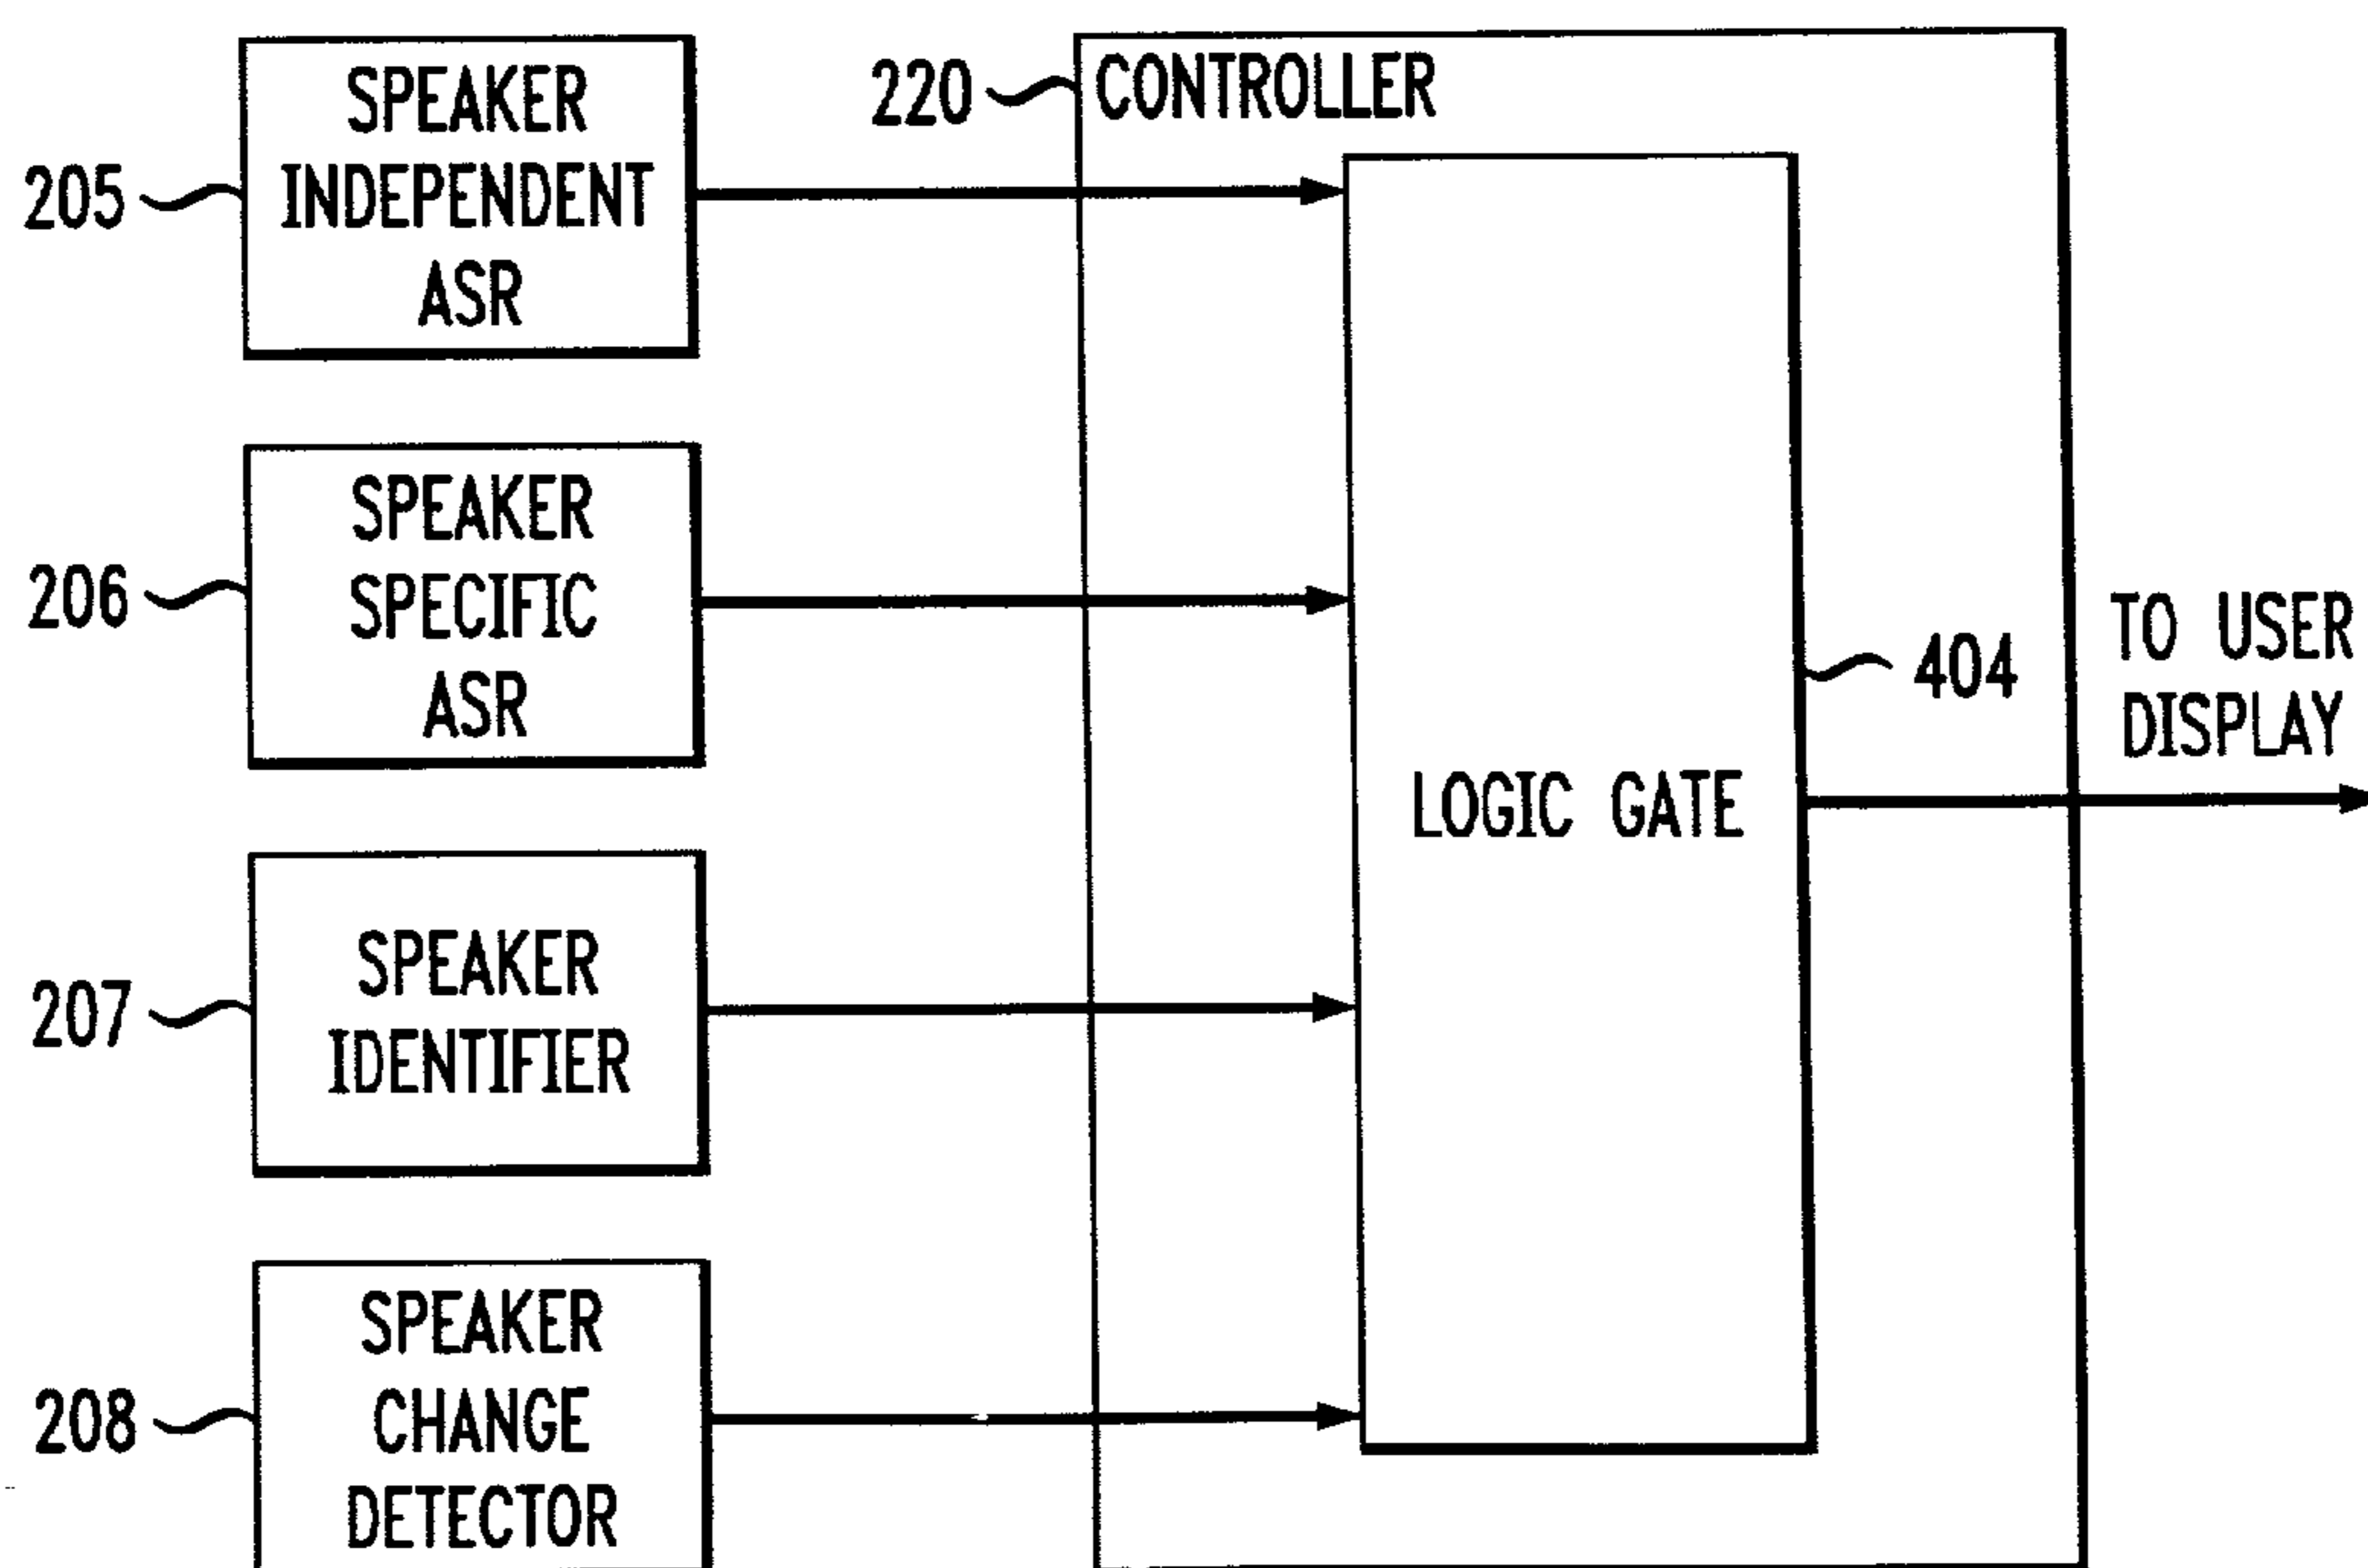 SPEAKER
INDEPENDENT
ASR
205
220
CONTROLLER
SPEAKER
SPECIFIC
ASR
206
404
TO USER
DISPLAY
LOGIC GATE
SPEAKER
IDENTIFIER
207
SPEAKER
CHANGE
DETECTOR
208